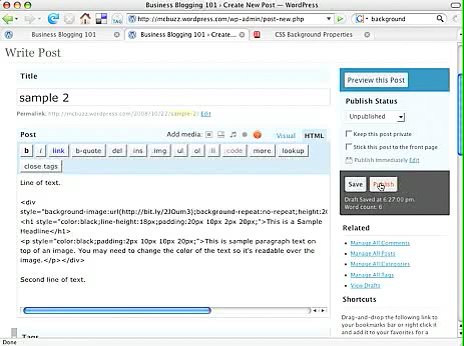 Business Blogging 101 › Create New Post — WordPress
http://mcbuzz.wordpress.com/wp-admin/post-new.php
background
Business Blogging 101
Business Blogging 101 › Create...
CSS Background Properties
Write Post
Title
sample 2
Permalink: http://mcbuzz.wordpress.com/2008/10/22/sample-2/ Edit
Post
Add media:
Visual
HTML
b
i
link
b-quote
del
ins
img
ul
ol
li
code
more
lookup
close tags
Line of text.
<div
style="background-image:url(http://bit.ly/2JOum3);background-repeat:no-repeat;height:2
<h1 style="color:black;line-height:18px;padding:2px 10px 10px 20px;">This is a Sample
Headline</h1>
<p style="color:black;padding:2px 10px 10px 20px;">This is sample paragraph text on
top of an image. You may need to change the color of text so it's readable over the
image.</p></div>
Second line of text.
Tags
Preview this Post
Publish Status
Unpublished
Keep this post private
Stick this post to the front page
Publish immediately Edit
Save
Publish
Draft Saved at 6:27:00 pm.
Word count: 6
Related
Manage All Comments
Manage All Posts
Manage All Categories
Manage All Tags
View Drafts
Shortcuts
Drag-and-drop the following link to
your bookmarks bar or right click it
and add it to your favorites for a
Done